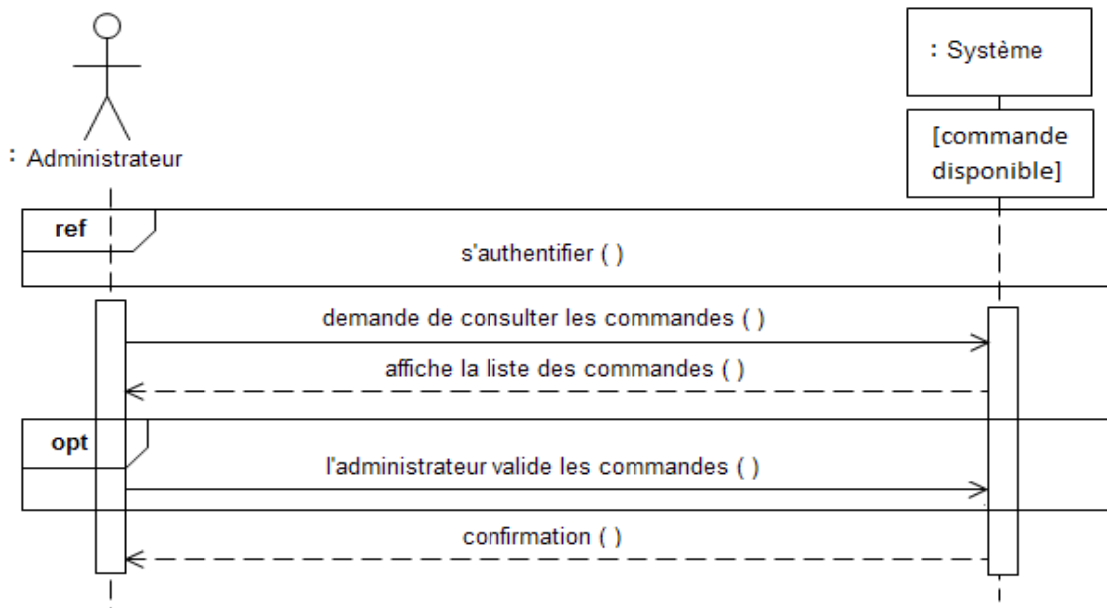 : Système
[commande
disponible]
: Administrateur
ref
s'authentifier ( )
demande de consulter les commandes ( )
affiche la liste des commandes ( )
opt
l'administrateur valide les commandes ( )
confirmation ( )